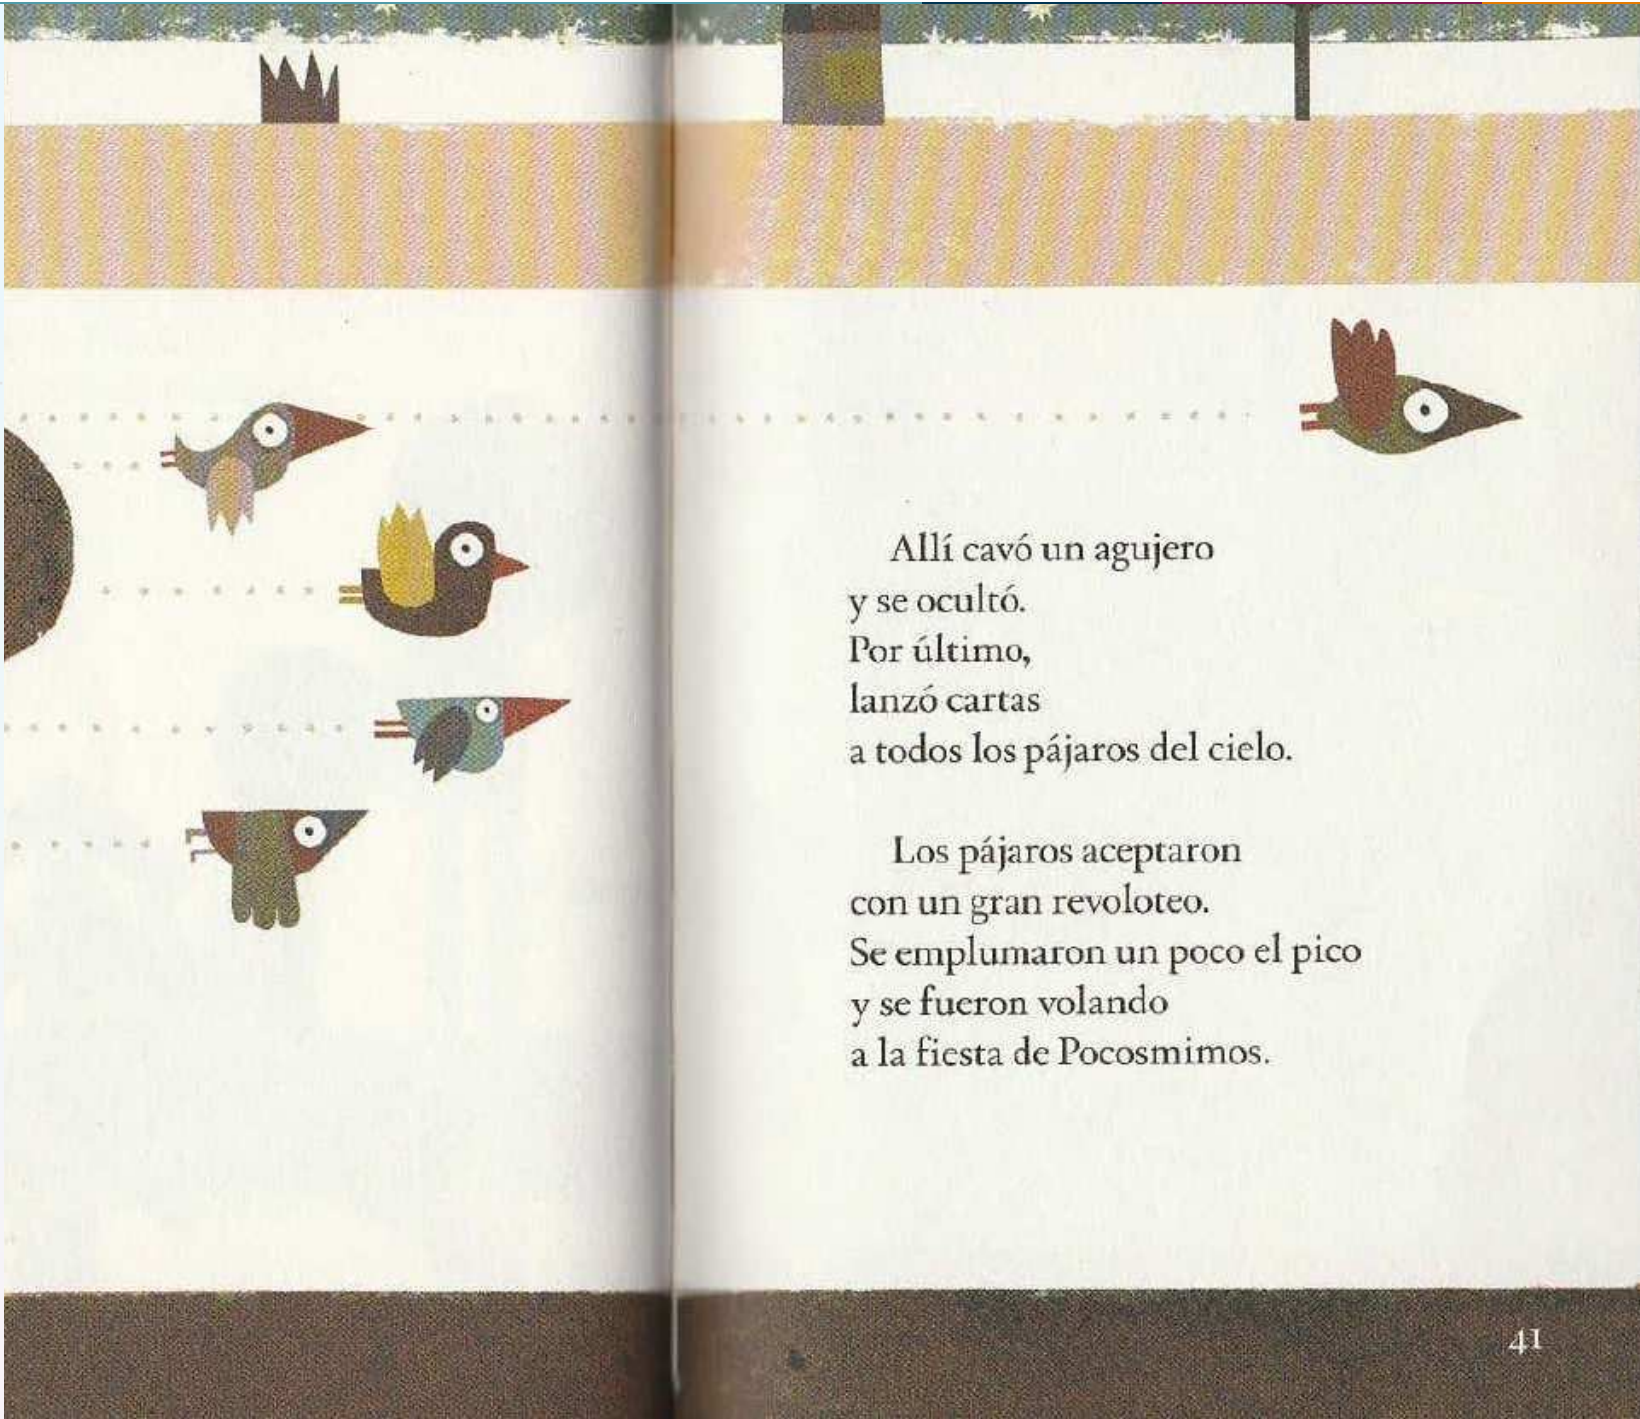 Allí cavó un agujero
y se ocultó.
Por último,
lanzó cartas
a todos los pájaros del cielo.
Los pájaros aceptaron
con un gran revoloteo.
Se emplumaron un poco el pico
y se fueron volando
a la fiesta de Pocosmimos.
41